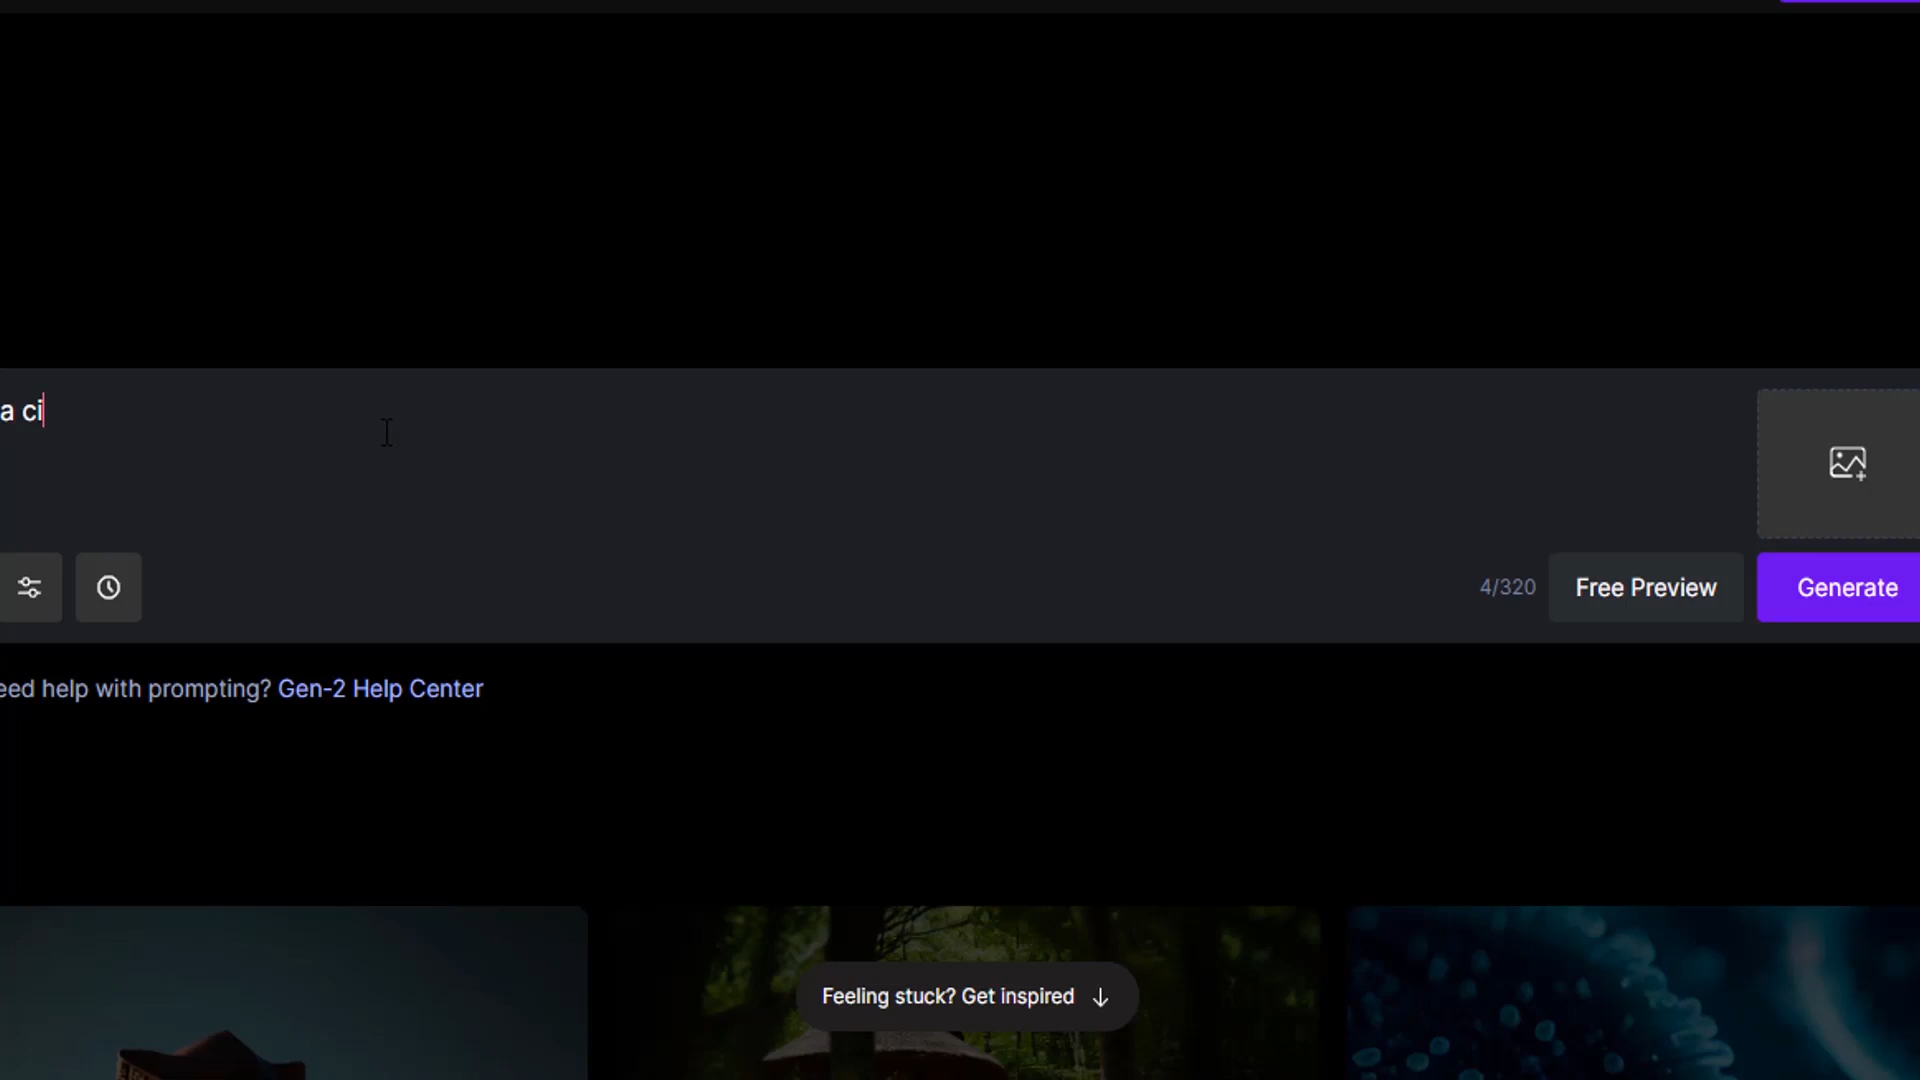 a ci
4/320
Free Preview
Generate
eed help with prompting? Gen-2 Help Center
Feeling stuck? Get inspired ↓